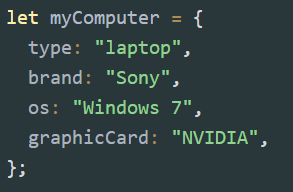 let myComputer = {
  type: "laptop",
  brand: "Sony",
  os: "Windows 7",
  graphicCard: "NVIDIA",
};